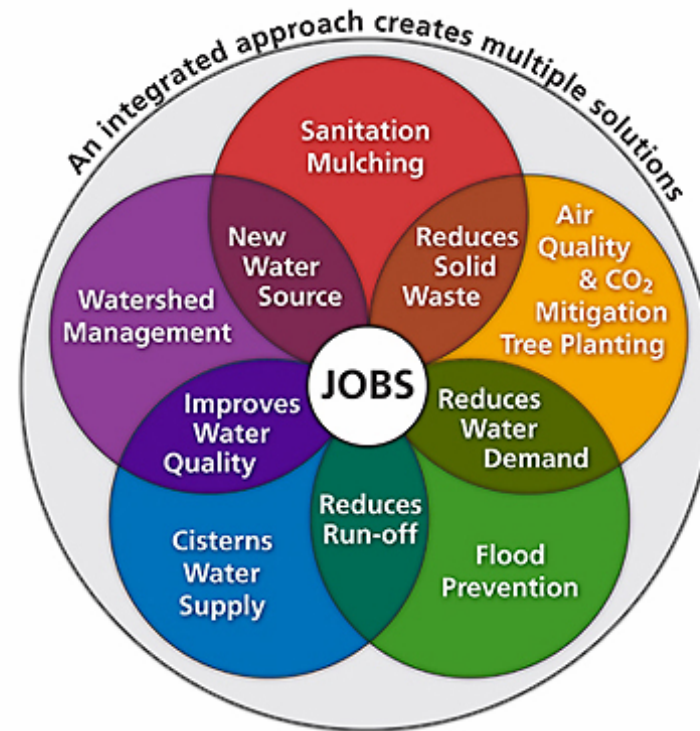 An integrated approach creates multiple solutions
Sanitation
Mulching
New
Water
Source
Reduces
Solid
Waste
Air
Quality
& CO₂
Mitigation
Tree Planting
Watershed
Management
JOBS
Improves
Water
Quality
Reduces
Water
Demand
Reduces
Run-off
Cisterns
Water
Supply
Flood
Prevention